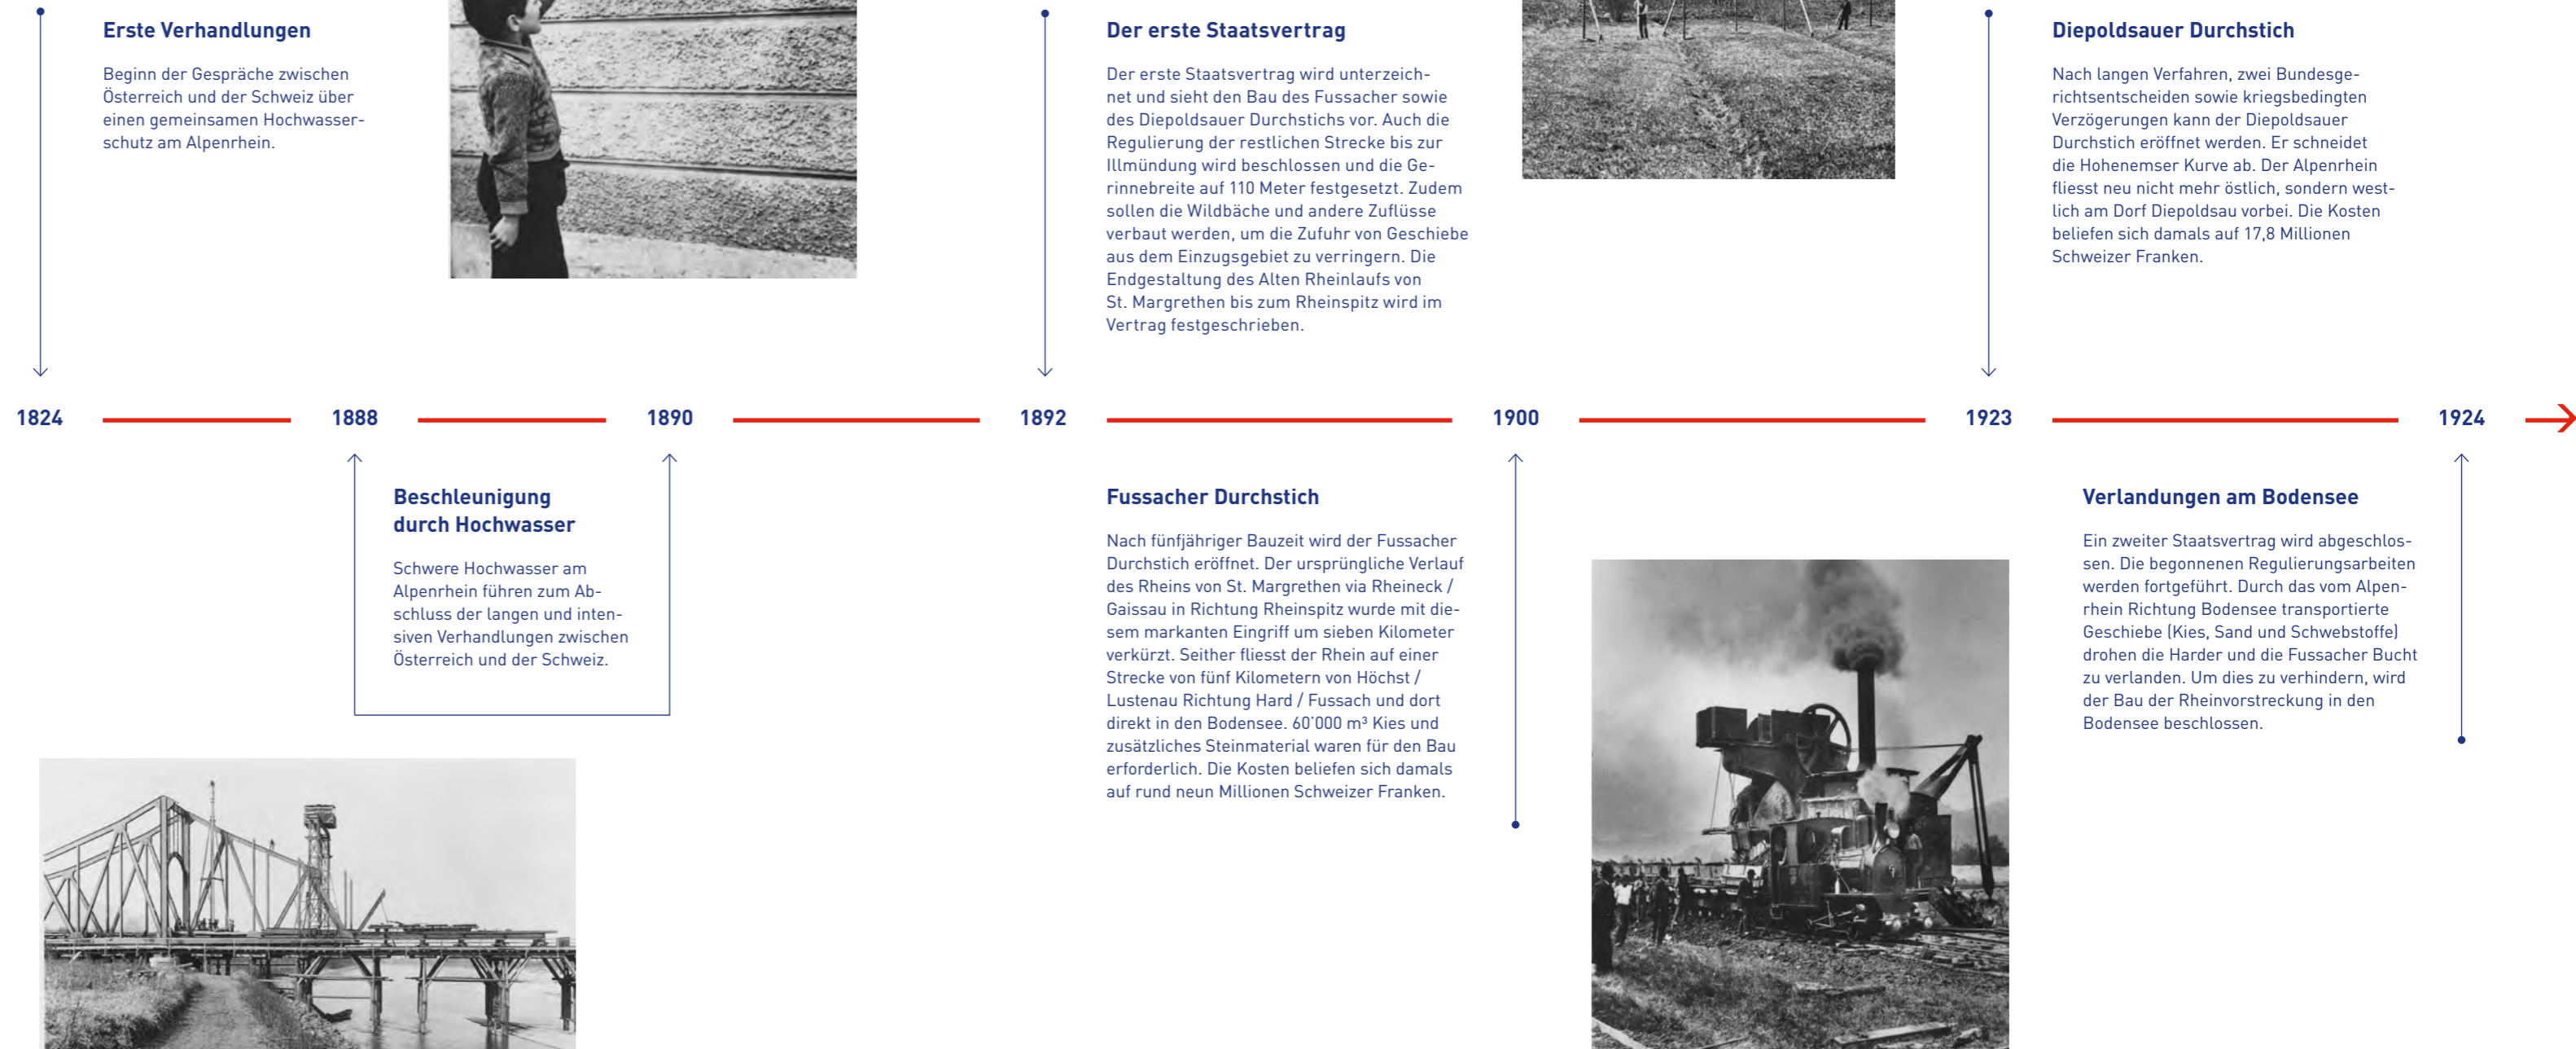 Erste Verhandlungen
Beginn der Gespräche zwischen
Österreich und der Schweiz über
einen gemeinsamen Hochwasser-
schutz am Alpenrhein.
Der erste Staatsvertrag
Der erste Staatsvertrag wird unterzeich-
net und sieht den Bau des Fussacher sowie
des Diepoldsauer Durchstichs vor. Auch die
Regulierung der restlichen Strecke bis zur
Illmündung wird beschlossen und die Ge-
rinnebreite auf 110 Meter festgesetzt. Zudem
sollen die Wildbäche und andere Zuflüsse
verbaut werden, um die Zufuhr von Geschiebe
aus dem Einzugsgebiet zu verringern. Die
Endgestaltung des Alten Rheinlaufs von
St. Margrethen bis zum Rheinspitz wird im
Vertrag festgeschrieben.
Diepoldsauer Durchstich
Nach langen Verfahren, zwei Bundesge-
richtsentscheiden sowie kriegsbedingten
Verzögerungen kann der Diepoldsauer
Durchstich eröffnet werden. Er schneidet
die Hohenemser Kurve ab. Der Alpenrhein
fliesst neu nicht mehr östlich, sondern west-
lich am Dorf Diepoldsau vorbei. Die Kosten
beliefen sich damals auf 17,8 Millionen
Schweizer Franken.
1824
1888
1890
1892
1900
1923
1924
Beschleunigung
durch Hochwasser
Schwere Hochwasser am
Alpenrhein führen zum Ab-
schluss der langen und inten-
siven Verhandlungen zwischen
Österreich und der Schweiz.
Fussacher Durchstich
Nach fünfjähriger Bauzeit wird der Fussacher
Durchstich eröffnet. Der ursprüngliche Verlauf
des Rheins von St. Margrethen via Rheineck /
Gaissau in Richtung Rheinspitz wurde mit die-
sem markanten Eingriff um sieben Kilometer
verkürzt. Seither fliesst der Rhein auf einer
Strecke von fünf Kilometern von Höchst /
Lustenau Richtung Hard / Fussach und dort
direkt in den Bodensee. 60'000 m³ Kies und
zusätzliches Steinmaterial waren für den Bau
erforderlich. Die Kosten beliefen sich damals
auf rund neun Millionen Schweizer Franken.
Verlandungen am Bodensee
Ein zweiter Staatsvertrag wird abgeschlos-
sen. Die begonnenen Regulierungsarbeiten
werden fortgeführt. Durch das vom Alpen-
rhein Richtung Bodensee transportierte
Geschiebe (Kies, Sand und Schwebstoffe)
drohen die Harder und die Fussacher Bucht
zu verlanden. Um dies zu verhindern, wird
der Bau der Rheinvorstreckung in den
Bodensee beschlossen.